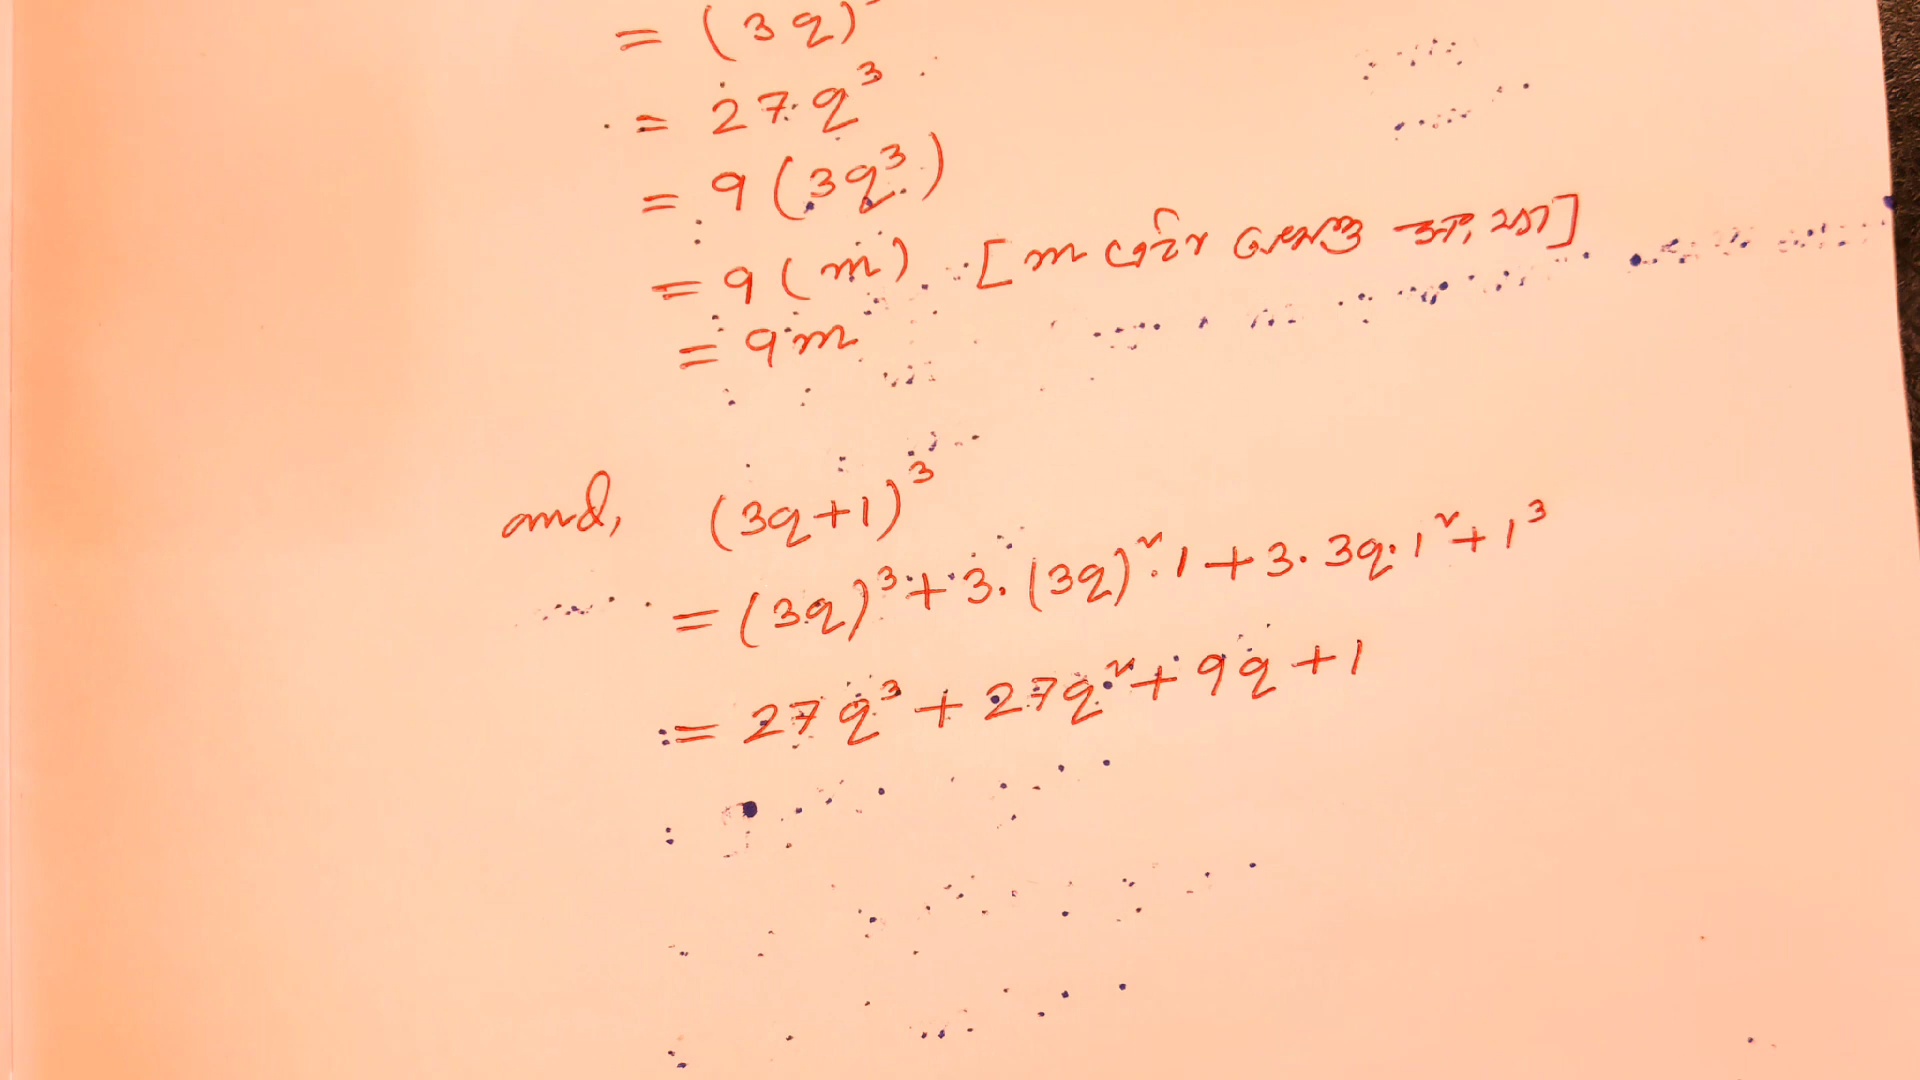 = (3q)
= 27q³
= 9(3q³)
= 9(m) [m যেকোন অখণ্ড সংখ্যা]
= 9m
and, (3q+1)³
= (3q)³+3.(3q)².1+3.3q.1²+1³
= 27q³+27q²+9q+1